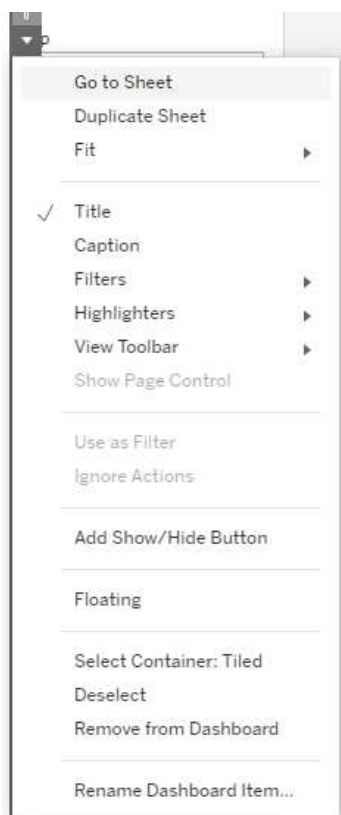 p
Go to Sheet
Duplicate Sheet
Fit
Title
Caption
Filters
Highlighters
View Toolbar
Show Page Control
Use as Filter
Ignore Actions
Add Show/Hide Button
Floating
Select Container: Tiled
Deselect
Remove from Dashboard
Rename Dashboard Item...